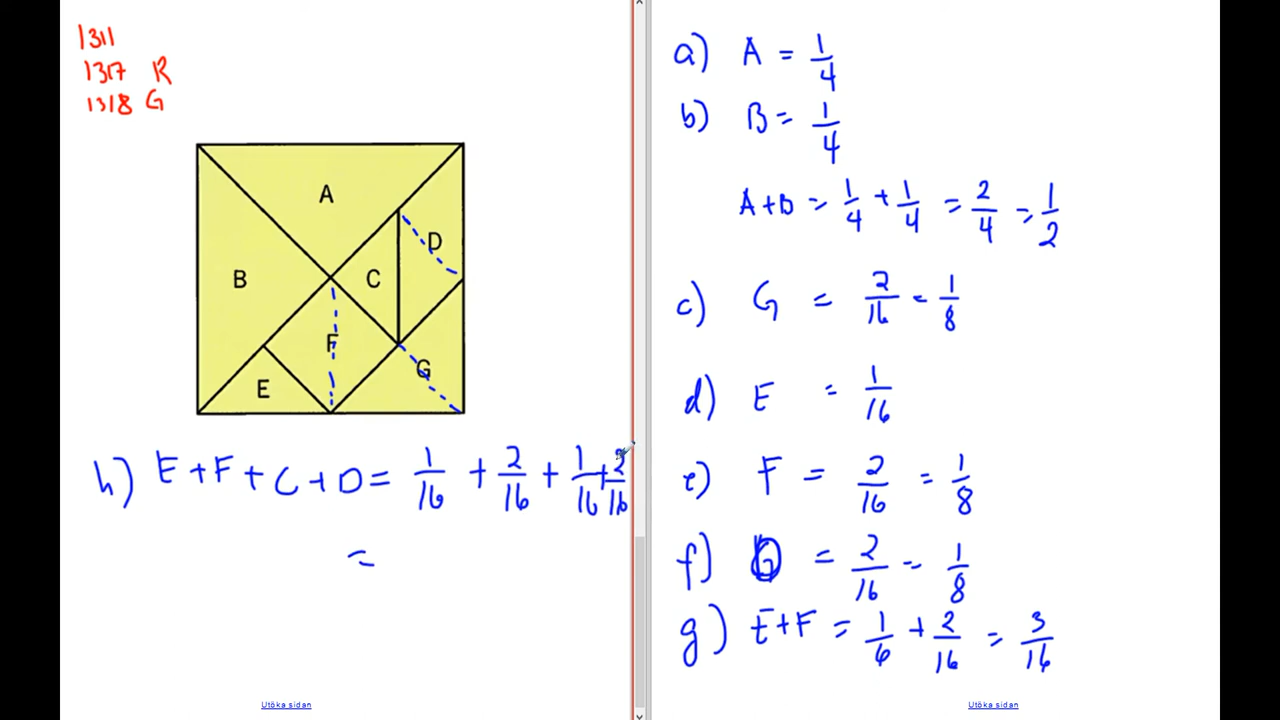 1311
1317 R
1318 G
A
D
B
C
F
G
E
h) E+F+C+D = 1/16 + 2/16 + 1/16 + 2/16
=
Utöka sidan
a) A = 1/4
b) B = 1/4
A+B = 1/4 + 1/4 = 2/4 = 1/2
c) G = 2/16 = 1/8
d) E = 1/16
e) F = 2/16 = 1/8
f) = 2/16 = 1/8
g) E+F = 1/6 + 2/16 = 3/16
Utöka sidan